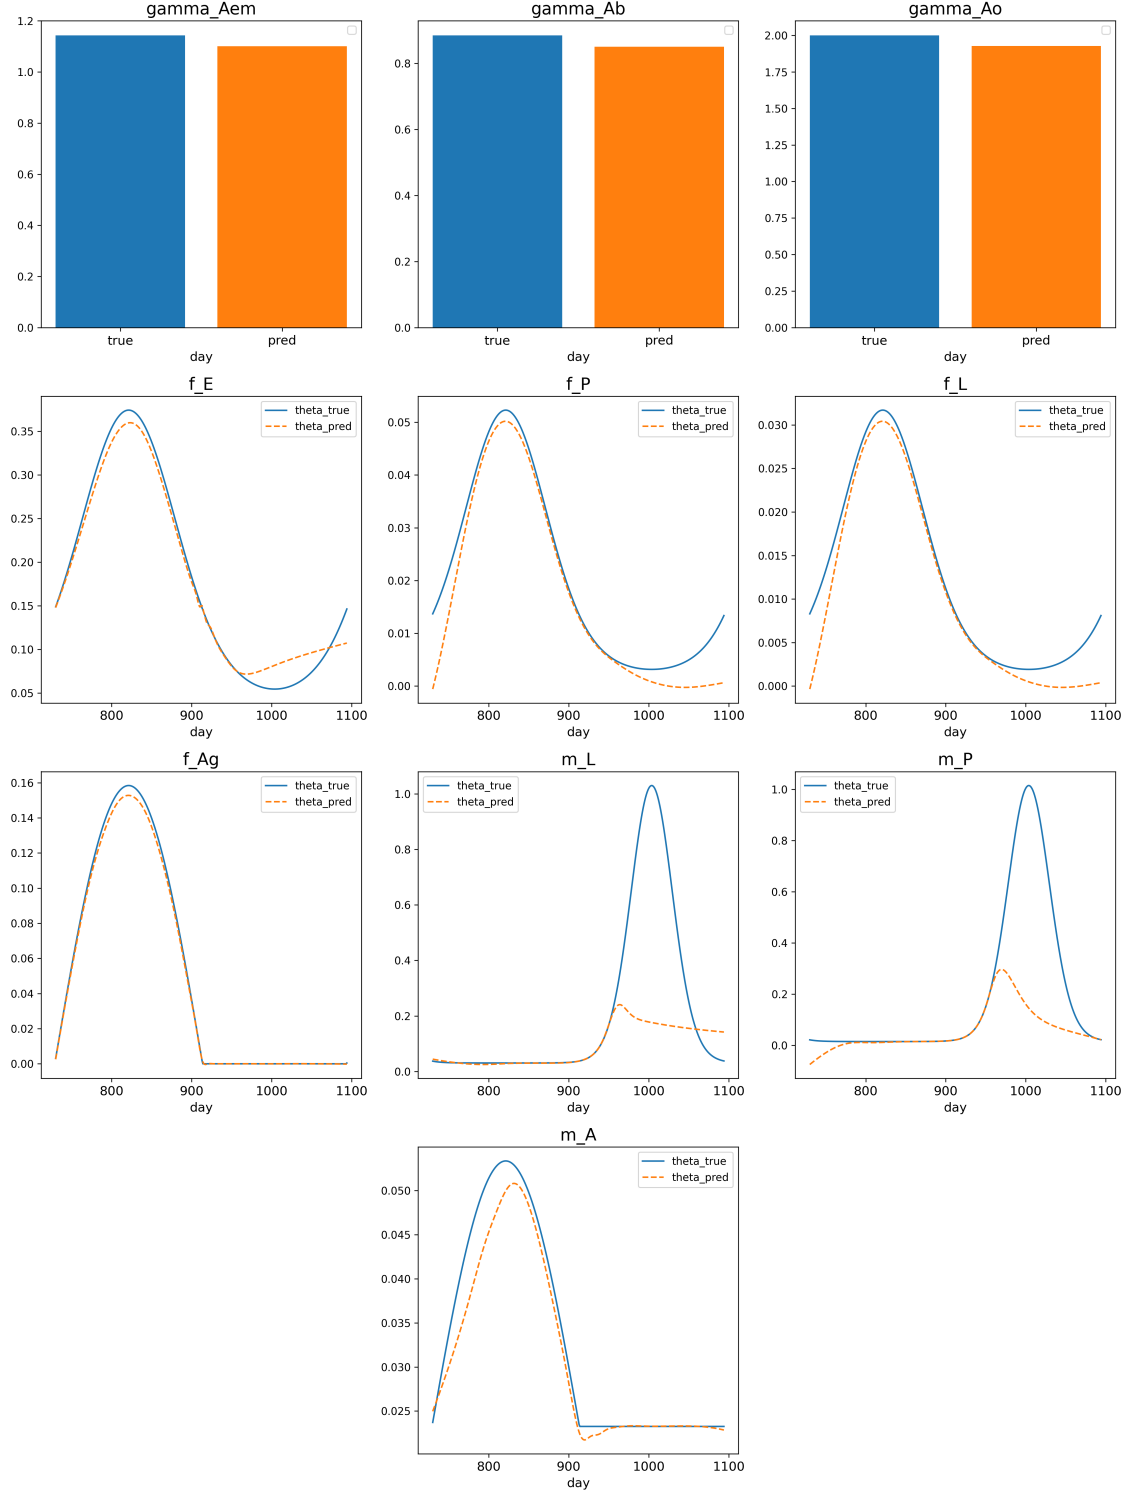 gamma_Aem
1.2
1.0
0.8
0.6
0.4
0.2
0.0
true pred
day
gamma_Ab
0.8
0.6
0.4
0.2
0.0
true pred
day
gamma_Ao
2.00
1.75
1.50
1.25
1.00
0.75
0.50
0.25
0.00
true pred
day
f_E
theta_true
theta_pred
0.35
0.30
0.25
0.20
0.15
0.10
0.05
800 900 1000 1100
day
f_P
theta_true
theta_pred
0.05
0.04
0.03
0.02
0.01
0.00
800 900 1000 1100
day
f_L
theta_true
theta_pred
0.030
0.025
0.020
0.015
0.010
0.005
0.000
800 900 1000 1100
day
f_Ag
theta_true
theta_pred
0.16
0.14
0.12
0.10
0.08
0.06
0.04
0.02
0.00
800 900 1000 1100
day
m_L
theta_true
theta_pred
1.0
0.8
0.6
0.4
0.2
0.0
800 900 1000 1100
day
m_P
theta_true
theta_pred
1.0
0.8
0.6
0.4
0.2
0.0
800 900 1000 1100
day
m_A
theta_true
theta_pred
0.050
0.045
0.040
0.035
0.030
0.025
800 900 1000 1100
day